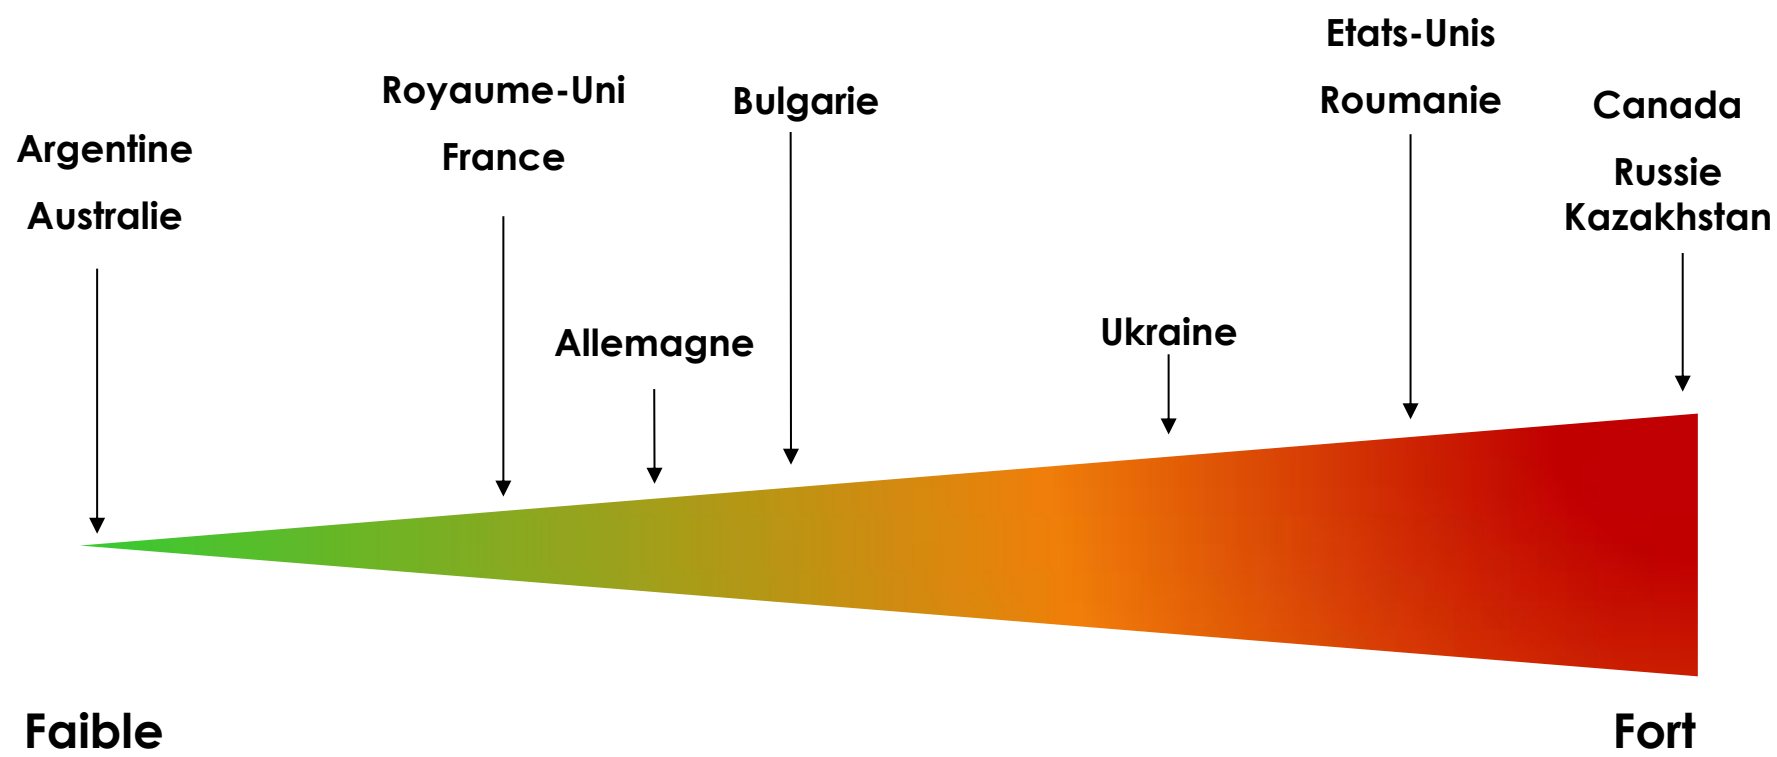 Argentine
Australie
Royaume-Uni
France
Allemagne
Bulgarie
Ukraine
Etats-Unis
Roumanie
Canada
Russie
Kazakhstan
Faible
Fort